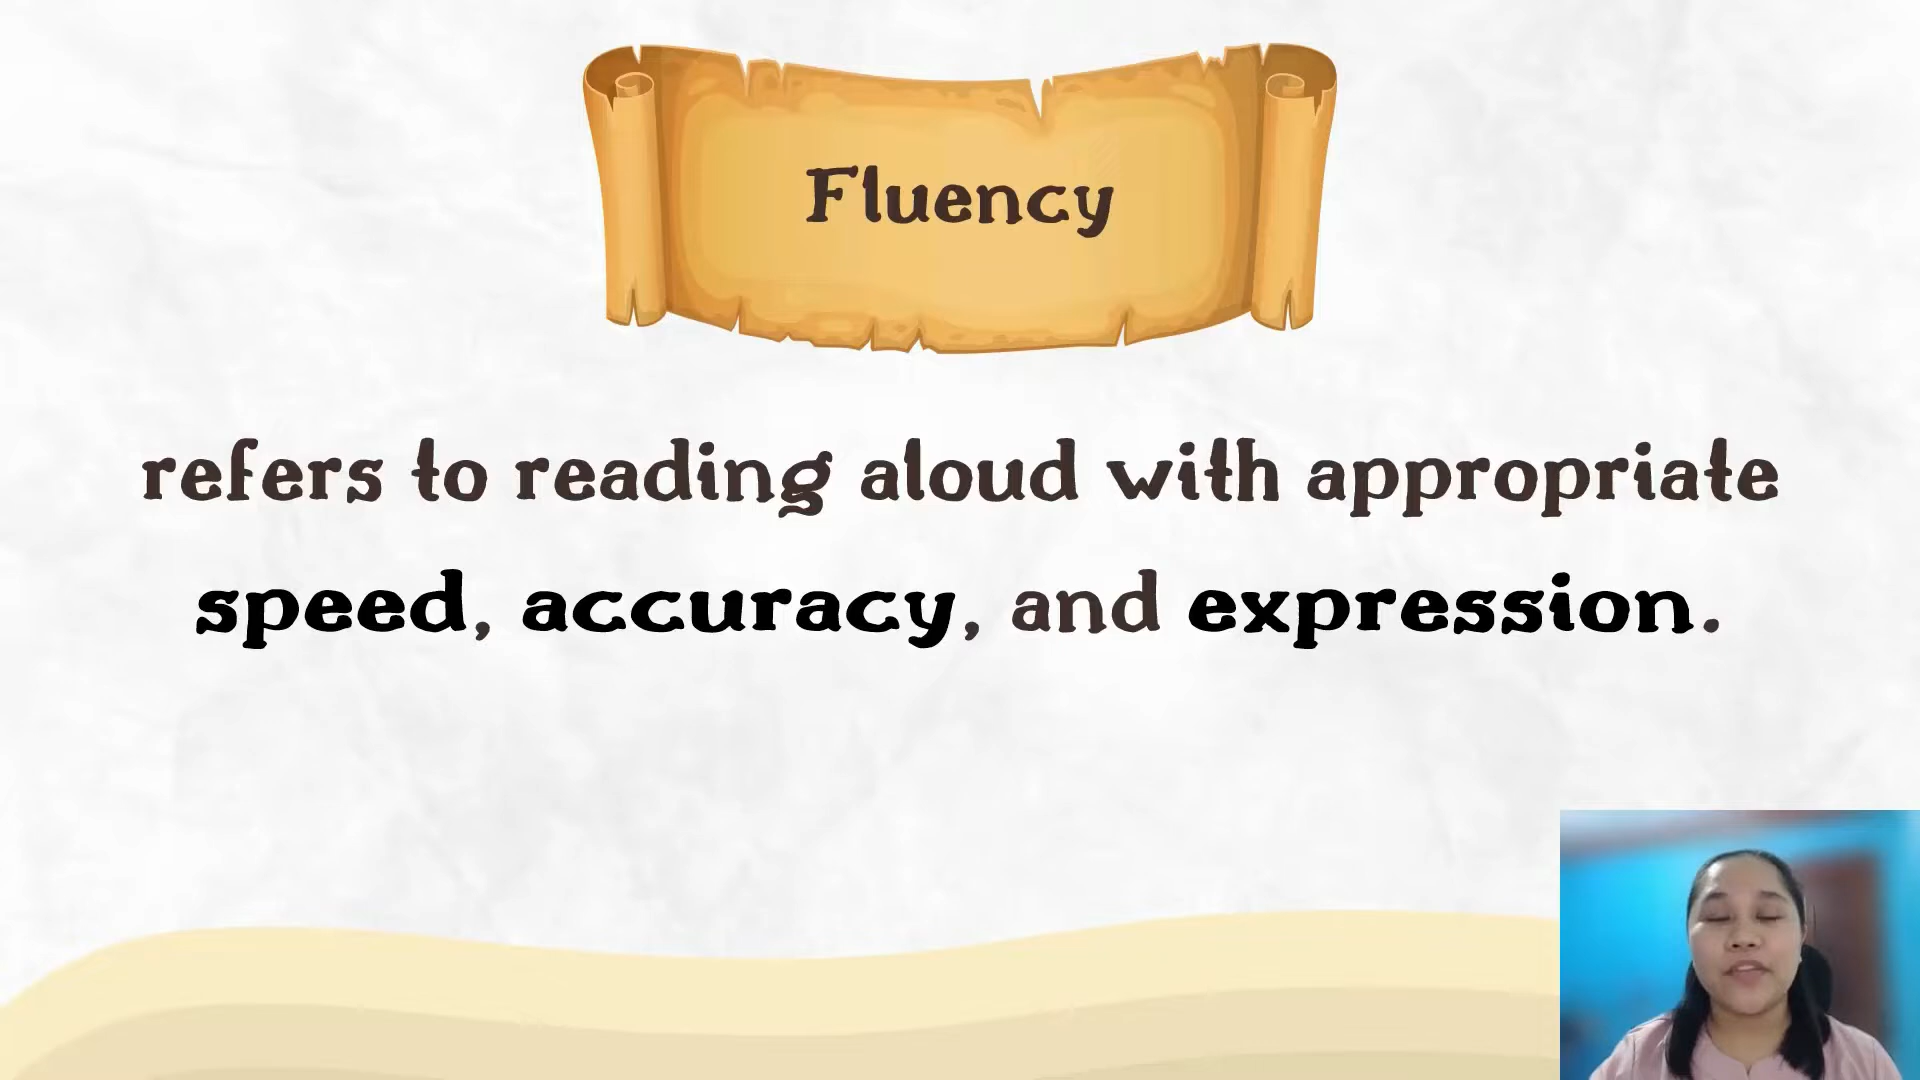 Fluency
refers to reading aloud with appropriate
speed, accuracy, and expression.